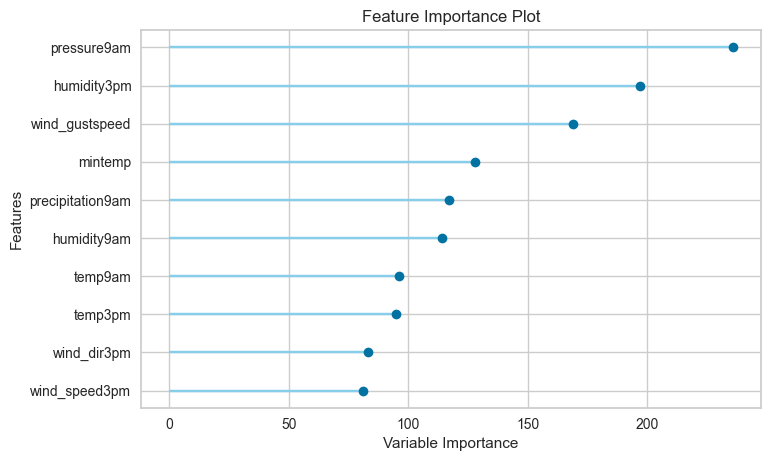 Feature Importance Plot
Features
pressure9am
humidity3pm
wind_gustspeed
mintemp
precipitation9am
humidity9am
temp9am
temp3pm
wind_dir3pm
wind_speed3pm
0 50 100 150 200
Variable Importance